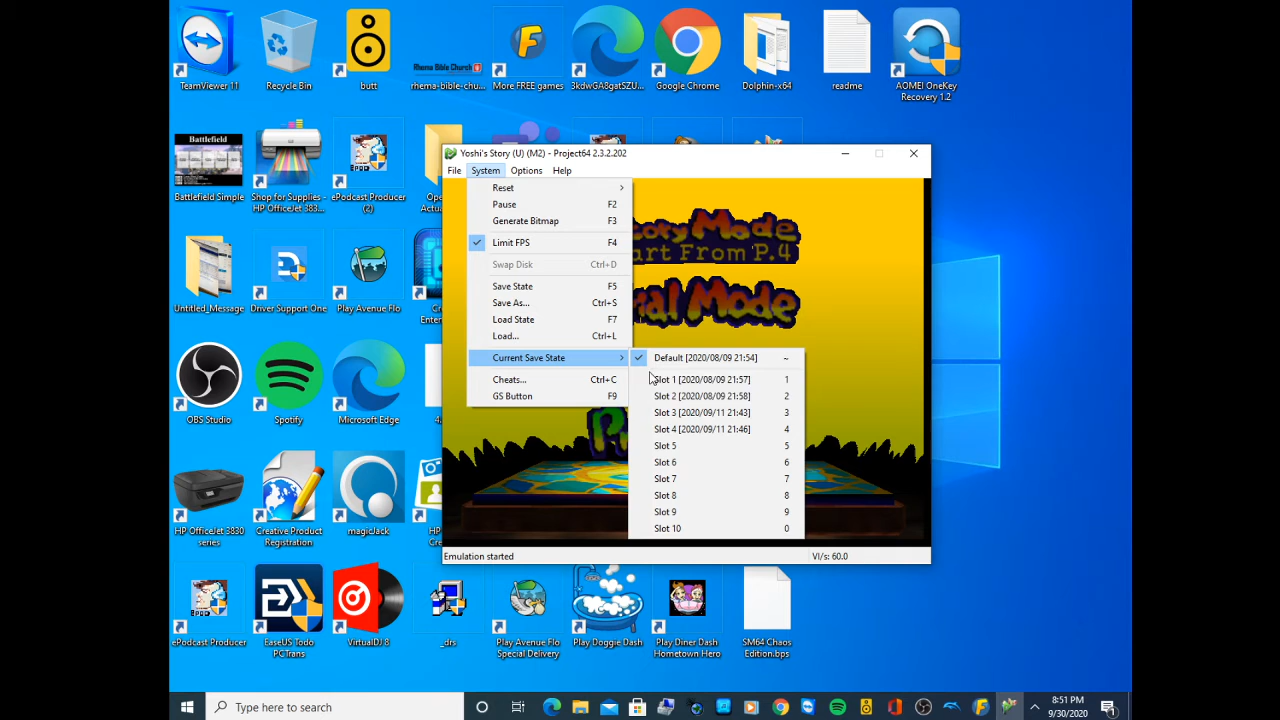 TeamViewer 11
Recycle Bin
butt
Rhema Bible Church
rhema-bible-chu...
More FREE games
3kdwGA8gatSZU...
Google Chrome
Dolphin-x64
readme
AOMEI OneKey
Recovery 1.2
Battlefield
Battlefield Simple
Shop for Supplies -
HP OfficeJet 383...
ePodcast Producer
(2)
Yoshi's Story (U) (M2) - Project64 2.3.2.202
File System Options Help
Reset
Pause F2
Generate Bitmap F3
Limit FPS F4
Swap Disk Ctrl+D
Save State F5
Save As... Ctrl+S
Load State F7
Load... Ctrl+L
Current Save State
Cheats... Ctrl+C
GS Button F9
Default [2020/08/09 21:54] ~
Slot 1 [2020/08/09 21:57] 1
Slot 2 [2020/08/09 21:58] 2
Slot 3 [2020/09/11 21:43] 3
Slot 4 [2020/09/11 21:46] 4
Slot 5 5
Slot 6 6
Slot 7 7
Slot 8 8
Slot 9 9
Slot 10 0
Mode
From P.4
Mode
Emulation started
VI/s: 60.0
Untitled_Message
Driver Support One
Play Avenue Flo
OBS Studio
Spotify
Microsoft Edge
HP OfficeJet 3830
series
Creative Product
Registration
magicJack
ePodcast Producer
EaseUS Todo
PCTrans
VirtualDJ 8
_drs
Play Avenue Flo
Special Delivery
Play Doggie Dash
Play Diner Dash
Hometown Hero
SM64 Chaos
Edition.bps
Type here to search
8:51 PM
9/30/2020